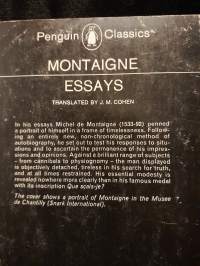 Penguin Classics®
MONTAIGNE
ESSAYS
TRANSLATED BY J. M. COHEN
In his essays Michel de Montaigne (1533-92) penned
a portrait of himself in a frame of timelessness. Follow-
ing an entirely new, non-chronological method of
autobiography, he set out to test his responses to situa-
tions and to ascertain the permanence of his impres-
sions and opinions. Against a brilliant range of subjects
– from cannibals to physiognomy – the man displayed
is objectively detached, tireless in his search for truth,
and at all times restrained. His essential modesty is
revealed nowhere more clearly than in his famous medal
with its inscription Que scais-je?
The cover shows a portrait of Montaigne in the Musée
de Chantilly (Snark International).